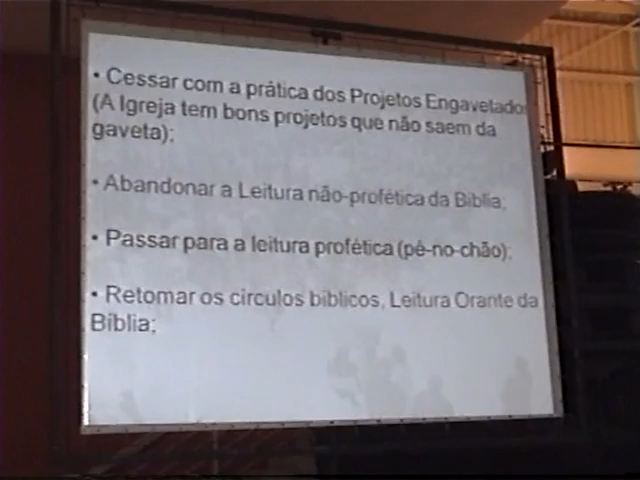 • Cessar com a prática dos Projetos Engavetados
(A Igreja tem bons projetos que não saem da
gaveta);
• Abandonar a Leitura não-profética da Bíblia;
• Passar para a leitura profética (pé-no-chão);
• Retomar os círculos bíblicos, Leitura Orante da
Bíblia;